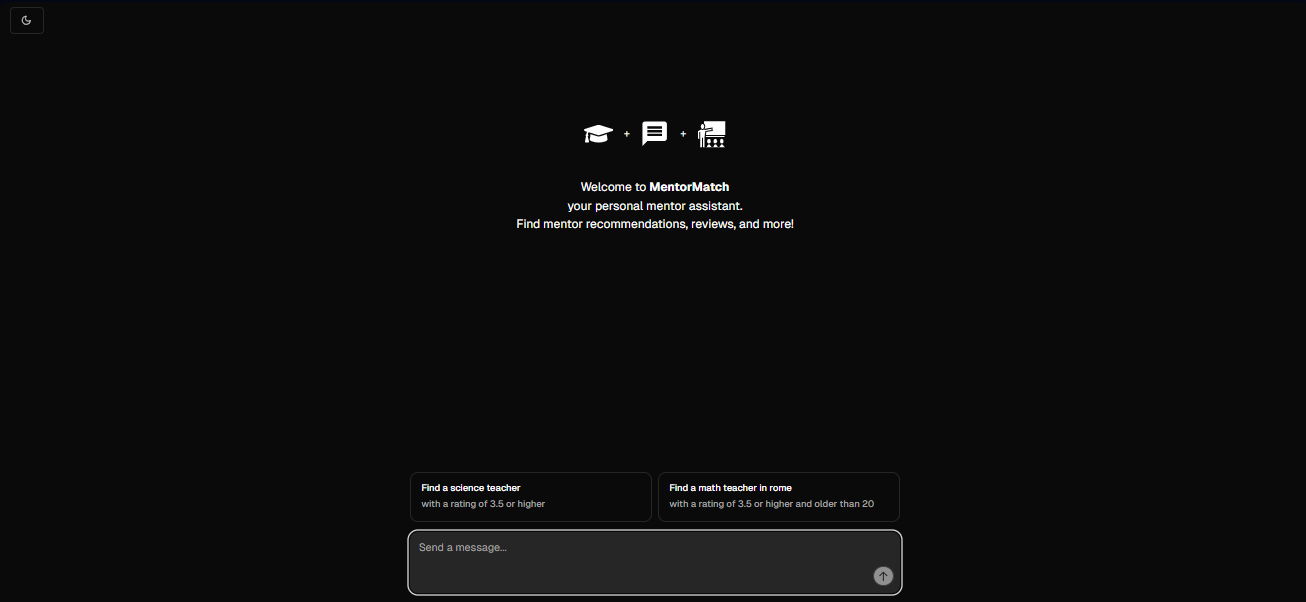 + +
Welcome to MentorMatch
your personal mentor assistant.
Find mentor recommendations, reviews, and more!
Find a science teacher
with a rating of 3.5 or higher
Find a math teacher in rome
with a rating of 3.5 or higher and older than 20
Send a message...